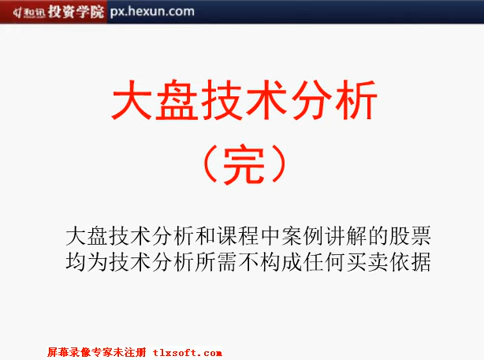 和讯 投资学院 px.hexun.com
大盘技术分析
（完）
大盘技术分析和课程中案例讲解的股票
均为技术分析所需不构成任何买卖依据
屏幕录像专家未注册 tlxsoft.com